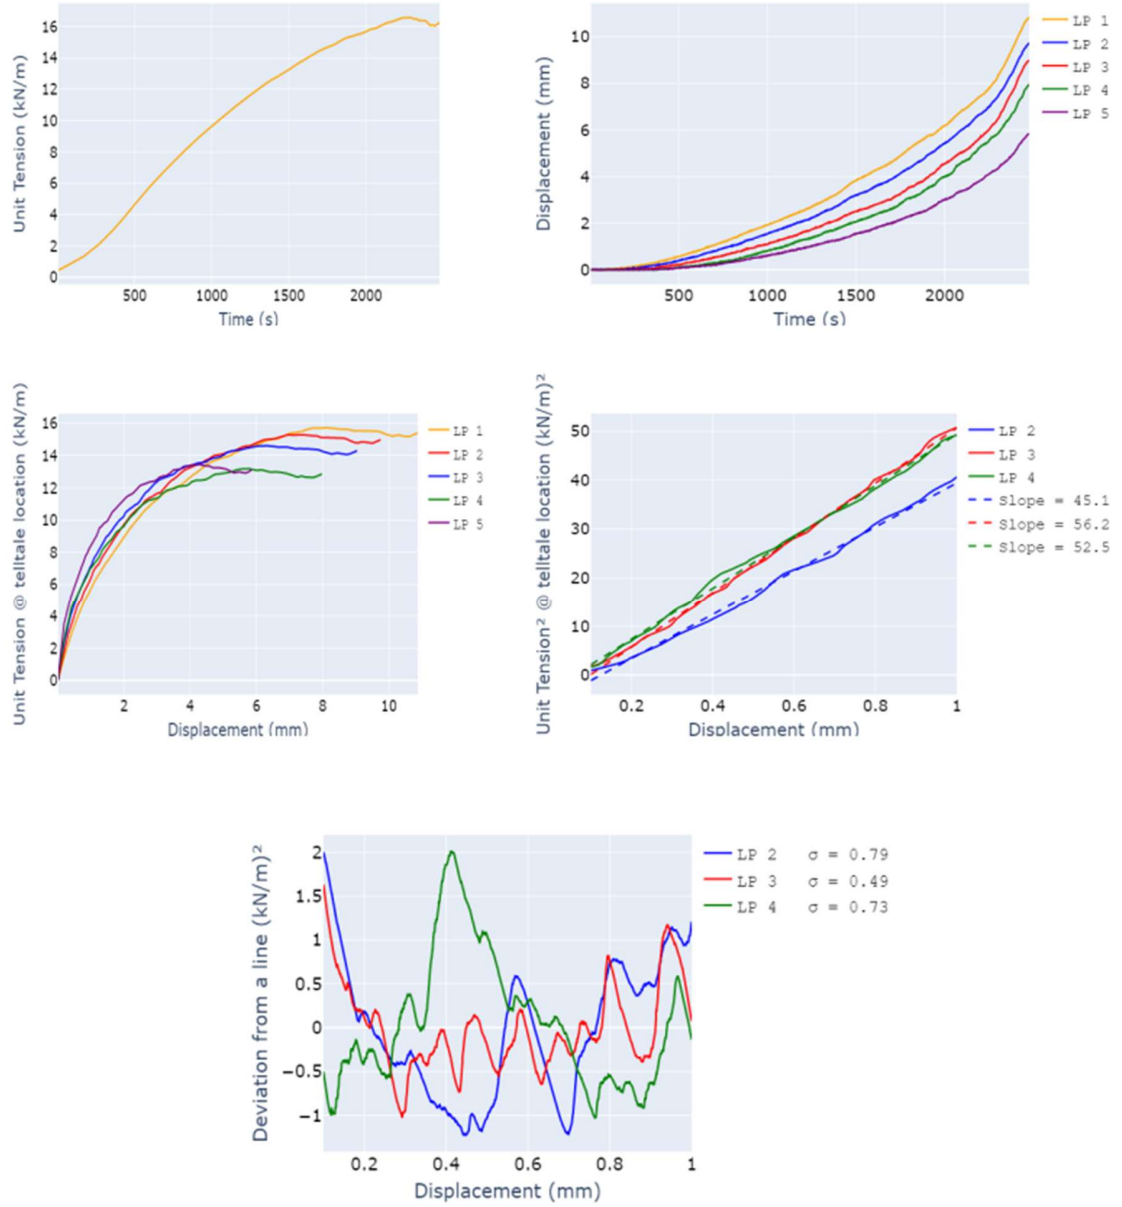 Unit Tension (kN/m)
16
14
12
10
8
6
4
2
0
500
1000
1500
2000
Time (s)
Displacement (mm)
10
8
6
4
2
0
500
1000
1500
2000
Time (s)
LP 1
LP 2
LP 3
LP 4
LP 5
Unit Tension @ telltale location (kN/m)
16
14
12
10
8
6
4
2
0
2
4
6
8
10
Displacement (mm)
LP 1
LP 2
LP 3
LP 4
LP 5
Unit Tension² @ telltale location (kN/m)²
50
40
30
20
10
0
0.2
0.4
0.6
0.8
1
Displacement (mm)
LP 2
LP 3
LP 4
Slope = 45.1
Slope = 56.2
Slope = 52.5
Deviation from a line (kN/m)²
2
1.5
1
0.5
0
−0.5
−1
0.2
0.4
0.6
0.8
1
Displacement (mm)
LP 2 σ = 0.79
LP 3 σ = 0.49
LP 4 σ = 0.73